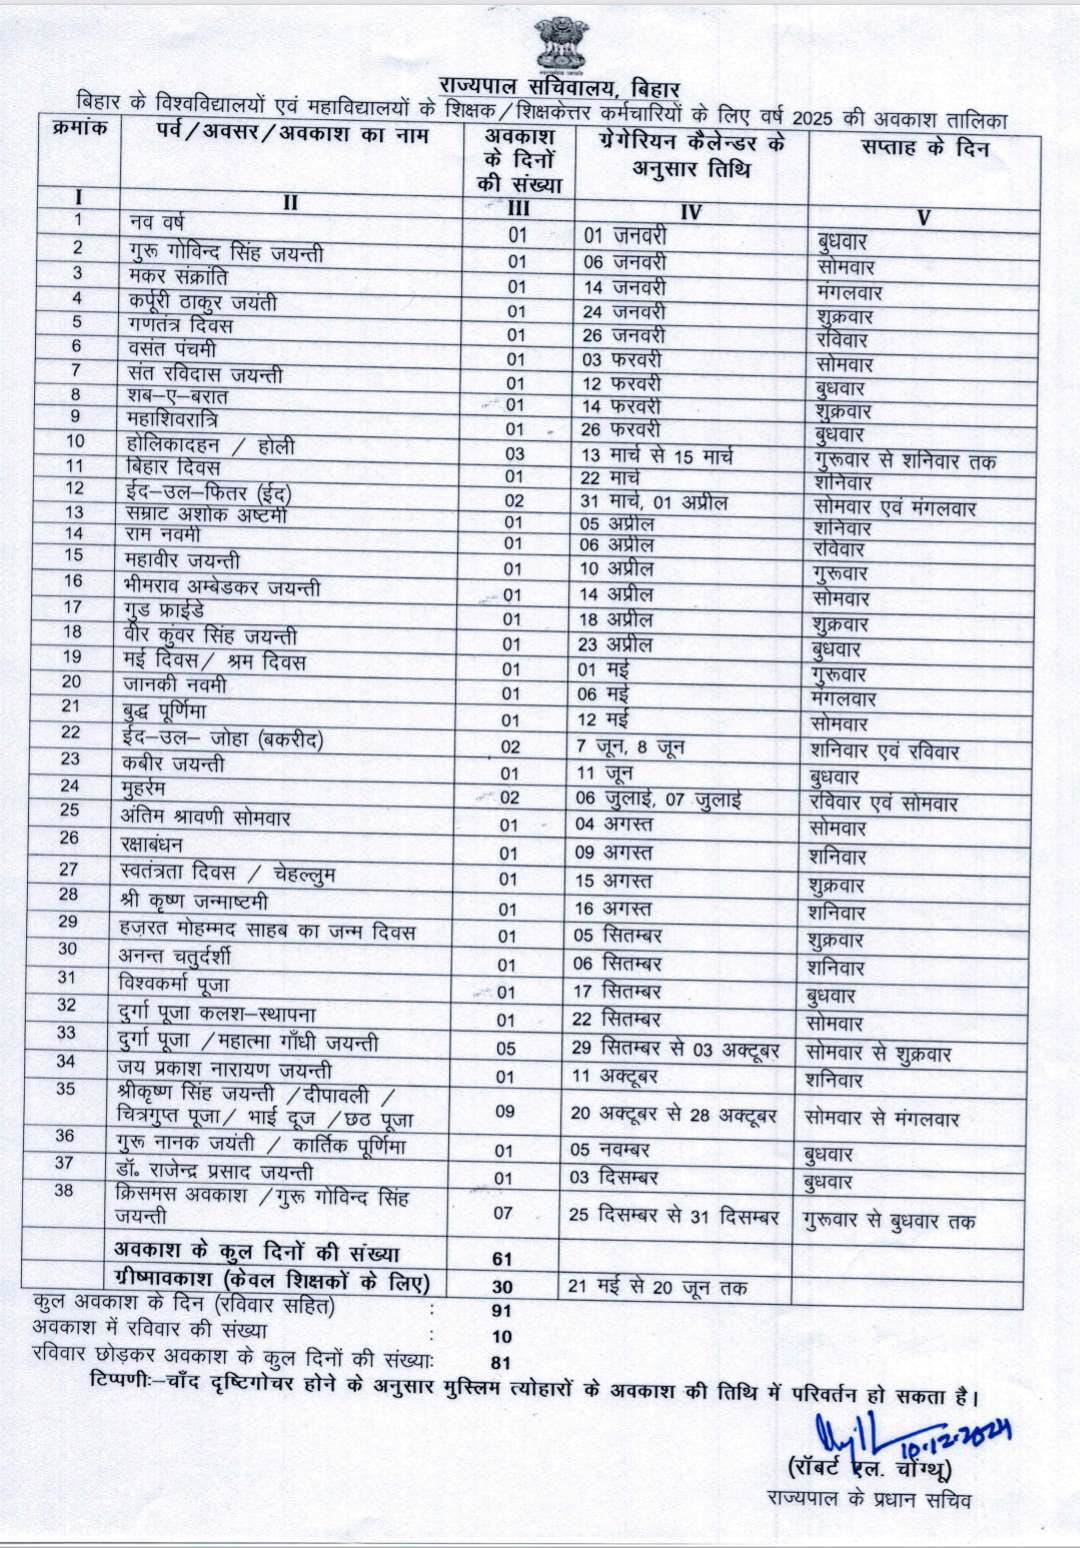 राज्यपाल सचिवालय, बिहार
बिहार के विश्वविद्यालयों एवं महाविद्यालयों के शिक्षक/शिक्षकेत्तर कर्मचारियों के लिए वर्ष 2025 की अवकाश तालिका
क्रमांक पर्व/अवसर/अवकाश का नाम अवकाश के दिनों की संख्या ग्रेगेरियन कैलेन्डर के अनुसार तिथि सप्ताह के दिन
I II III IV V
1 नव वर्ष 01 01 जनवरी बुधवार
2 गुरू गोविन्द सिंह जयन्ती 01 06 जनवरी सोमवार
3 मकर संक्रांति 01 14 जनवरी मंगलवार
4 कर्पूरी ठाकुर जयंती 01 24 जनवरी शुक्रवार
5 गणतंत्र दिवस 01 26 जनवरी रविवार
6 वसंत पंचमी 01 03 फरवरी सोमवार
7 संत रविदास जयन्ती 01 12 फरवरी बुधवार
8 शब-ए-बरात 01 14 फरवरी शुक्रवार
9 महाशिवरात्रि 01 26 फरवरी बुधवार
10 होलिकादहन / होली 03 13 मार्च से 15 मार्च गुरूवार से शनिवार तक
11 बिहार दिवस 01 22 मार्च शनिवार
12 ईद-उल-फितर (ईद) 02 31 मार्च, 01 अप्रील सोमवार एवं मंगलवार
13 सम्राट अशोक अष्टमी 01 05 अप्रील शनिवार
14 राम नवमी 01 06 अप्रील रविवार
15 महावीर जयन्ती 01 10 अप्रील गुरूवार
16 भीमराव अम्बेडकर जयन्ती 01 14 अप्रील सोमवार
17 गुड फ्राईडे 01 18 अप्रील शुक्रवार
18 वीर कुंवर सिंह जयन्ती 01 23 अप्रील बुधवार
19 मई दिवस/ श्रम दिवस 01 01 मई गुरूवार
20 जानकी नवमी 01 06 मई मंगलवार
21 बुद्ध पूर्णिमा 01 12 मई सोमवार
22 ईद-उल- जोहा (बकरीद) 02 7 जून, 8 जून शनिवार एवं रविवार
23 कबीर जयन्ती 01 11 जून बुधवार
24 मुहर्रम 02 06 जुलाई, 07 जुलाई रविवार एवं सोमवार
25 अंतिम श्रावणी सोमवार 01 04 अगस्त सोमवार
26 रक्षाबंधन 01 09 अगस्त शनिवार
27 स्वतंत्रता दिवस / चेहल्लुम 01 15 अगस्त शुक्रवार
28 श्री कृष्ण जन्माष्टमी 01 16 अगस्त शनिवार
29 हज़रत मोहम्मद साहब का जन्म दिवस 01 05 सितम्बर शुक्रवार
30 अनन्त चतुर्दर्शी 01 06 सितम्बर शनिवार
31 विश्वकर्मा पूजा 01 17 सितम्बर बुधवार
32 दुर्गा पूजा कलश-स्थापना 01 22 सितम्बर सोमवार
33 दुर्गा पूजा /महात्मा गाँधी जयन्ती 05 29 सितम्बर से 03 अक्टूबर सोमवार से शुक्रवार
34 जय प्रकाश नारायण जयन्ती 01 11 अक्टूबर शनिवार
35 श्रीकृष्ण सिंह जयन्ती /दीपावली /
चित्रगुप्त पूजा/ भाई दूज /छठ पूजा 09 20 अक्टूबर से 28 अक्टूबर सोमवार से मंगलवार
36 गुरू नानक जयंती / कार्तिक पूर्णिमा 01 05 नवम्बर बुधवार
37 डॉ० राजेन्द्र प्रसाद जयन्ती 01 03 दिसम्बर बुधवार
38 क्रिसमस अवकाश /गुरू गोविन्द सिंह
जयन्ती 07 25 दिसम्बर से 31 दिसम्बर गुरूवार से बुधवार तक
अवकाश के कुल दिनों की संख्या 61
ग्रीष्मावकाश (केवल शिक्षकों के लिए) 30 21 मई से 20 जून तक
कुल अवकाश के दिन (रविवार सहित) : 91
अवकाश में रविवार की संख्या : 10
रविवार छोड़कर अवकाश के कुल दिनों की संख्याः 81
टिप्पणीः-चाँद दृष्टिगोचर होने के अनुसार मुस्लिम त्योहारों के अवकाश की तिथि में परिवर्तन हो सकता है।
10.12.2024
(रॉबर्ट एल. चोंग्थू)
राज्यपाल के प्रधान सचिव